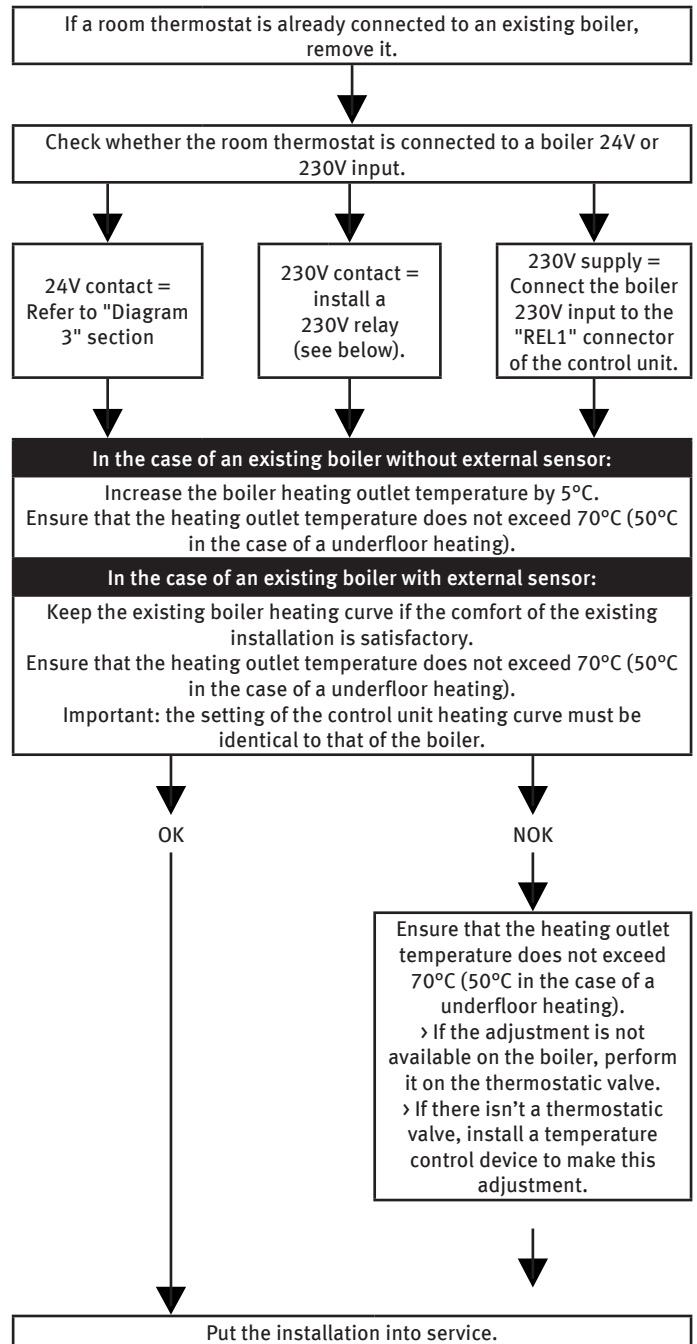 If a room thermostat is already connected to an existing boiler,
remove it.
Check whether the room thermostat is connected to a boiler 24V or
230V input.
24V contact =
Refer to "Diagram
3" section
230V contact =
install a
230V relay
(see below).
230V supply =
Connect the boiler
230V input to the
"REL1" connector
of the control unit.
In the case of an existing boiler without external sensor:
Increase the boiler heating outlet temperature by 5°C.
Ensure that the heating outlet temperature does not exceed 70°C (50°C
in the case of a underfloor heating).
In the case of an existing boiler with external sensor:
Keep the existing boiler heating curve if the comfort of the existing
installation is satisfactory.
Ensure that the heating outlet temperature does not exceed 70°C (50°C
in the case of a underfloor heating).
Important: the setting of the control unit heating curve must be
identical to that of the boiler.
OK
NOK
Ensure that the heating outlet
temperature does not exceed
70°C (50°C in the case of a
underfloor heating).
› If the adjustment is not
available on the boiler, perform
it on the thermostatic valve.
› If there isn't a thermostatic
valve, install a temperature
control device to make this
adjustment.
Put the installation into service.